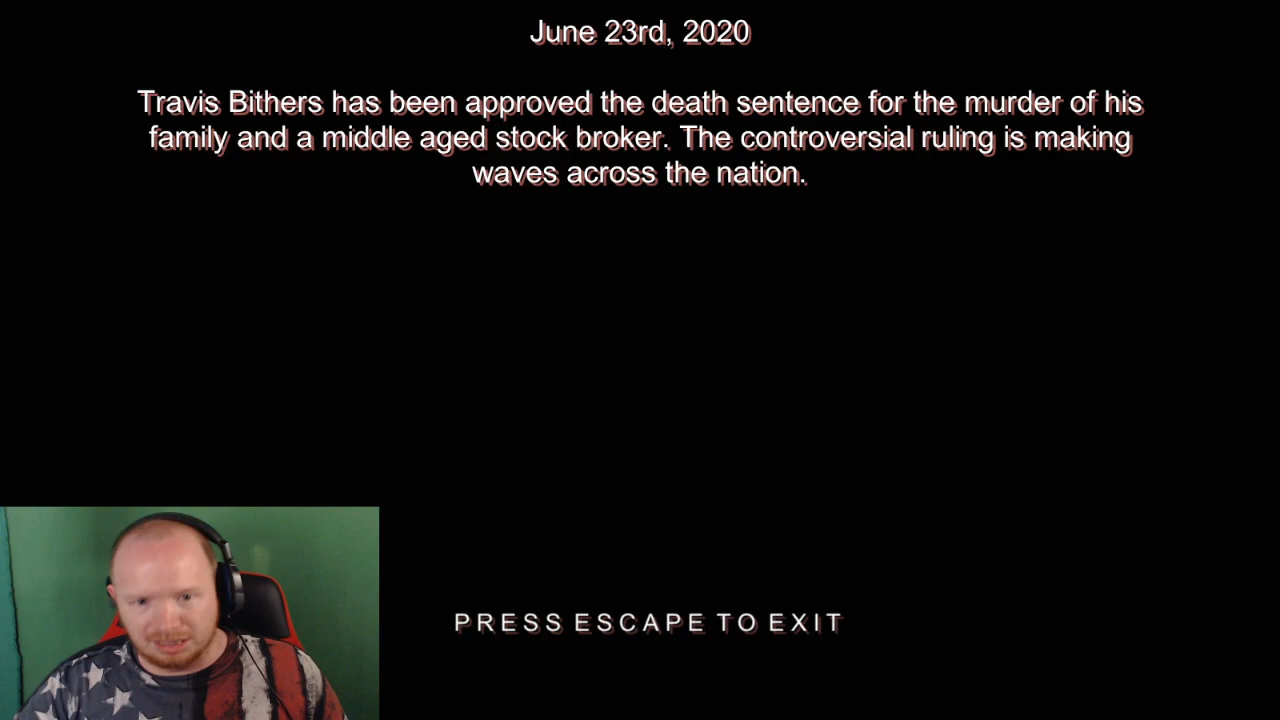 June 23rd, 2020
Travis Bithers has been approved the death sentence for the murder of his
family and a middle aged stock broker. The controversial ruling is making
waves across the nation.
PRESS ESCAPE TO EXIT